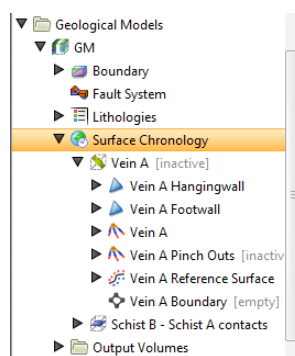 Geological Models
GM
Boundary
Fault System
Lithologies
Surface Chronology
Vein A [inactive]
Vein A Hangingwall
Vein A Footwall
Vein A
Vein A Pinch Outs [inactiv
Vein A Reference Surface
Vein A Boundary [empty]
Schist B - Schist A contacts
Output Volumes